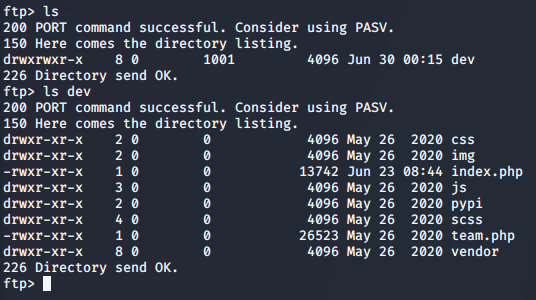 ftp> ls
200 PORT command successful. Consider using PASV.
150 Here comes the directory listing.
drwxrwxr-x    8 0        1001         4096 Jun 30 00:15 dev
226 Directory send OK.
ftp> ls dev
200 PORT command successful. Consider using PASV.
150 Here comes the directory listing.
drwxr-xr-x    2 0        0            4096 May 26  2020 css
drwxr-xr-x    2 0        0            4096 May 26  2020 img
-rwxr-xr-x    1 0        0           13742 Jun 23 08:44 index.php
drwxr-xr-x    3 0        0            4096 May 26  2020 js
drwxr-xr-x    2 0        0            4096 May 26  2020 pypi
drwxr-xr-x    4 0        0            4096 May 26  2020 scss
-rwxr-xr-x    1 0        0           26523 May 26  2020 team.php
drwxr-xr-x    8 0        0            4096 May 26  2020 vendor
226 Directory send OK.
ftp>